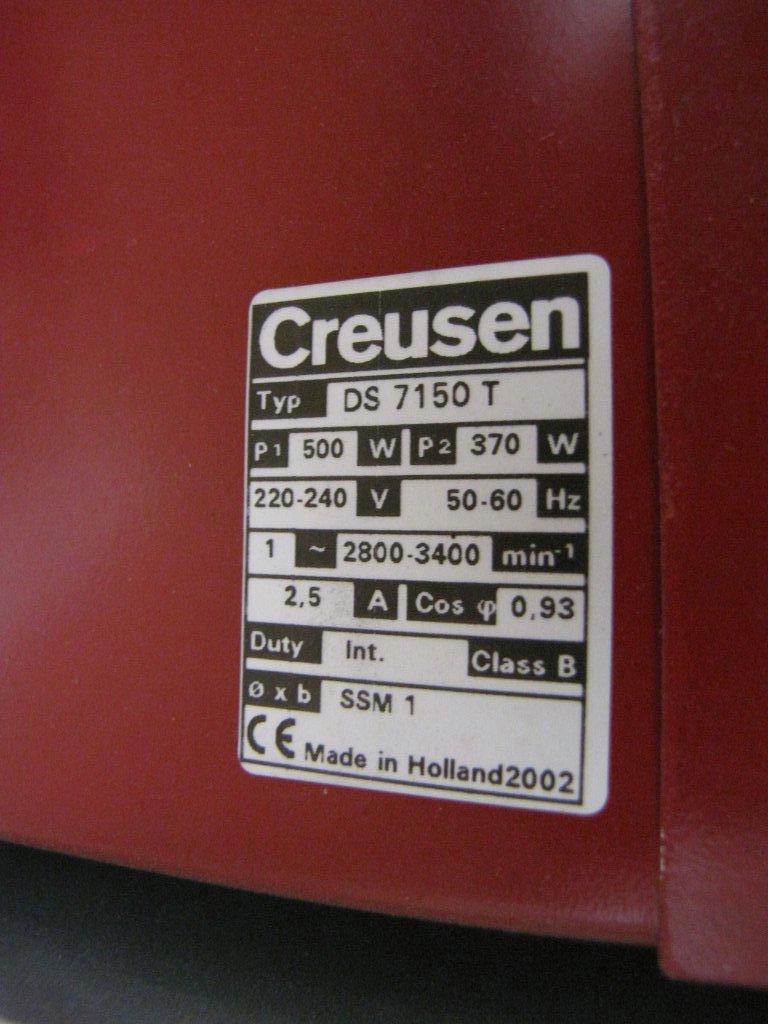 Creusen
Typ DS 7150 T
P1 500 W P2 370 W
220-240 V 50-60 Hz
1 ~ 2800-3400 min-1
2,5 A Cos φ 0,93
Duty Int. Class B
Ø x b SSM 1
CE Made in Holland2002